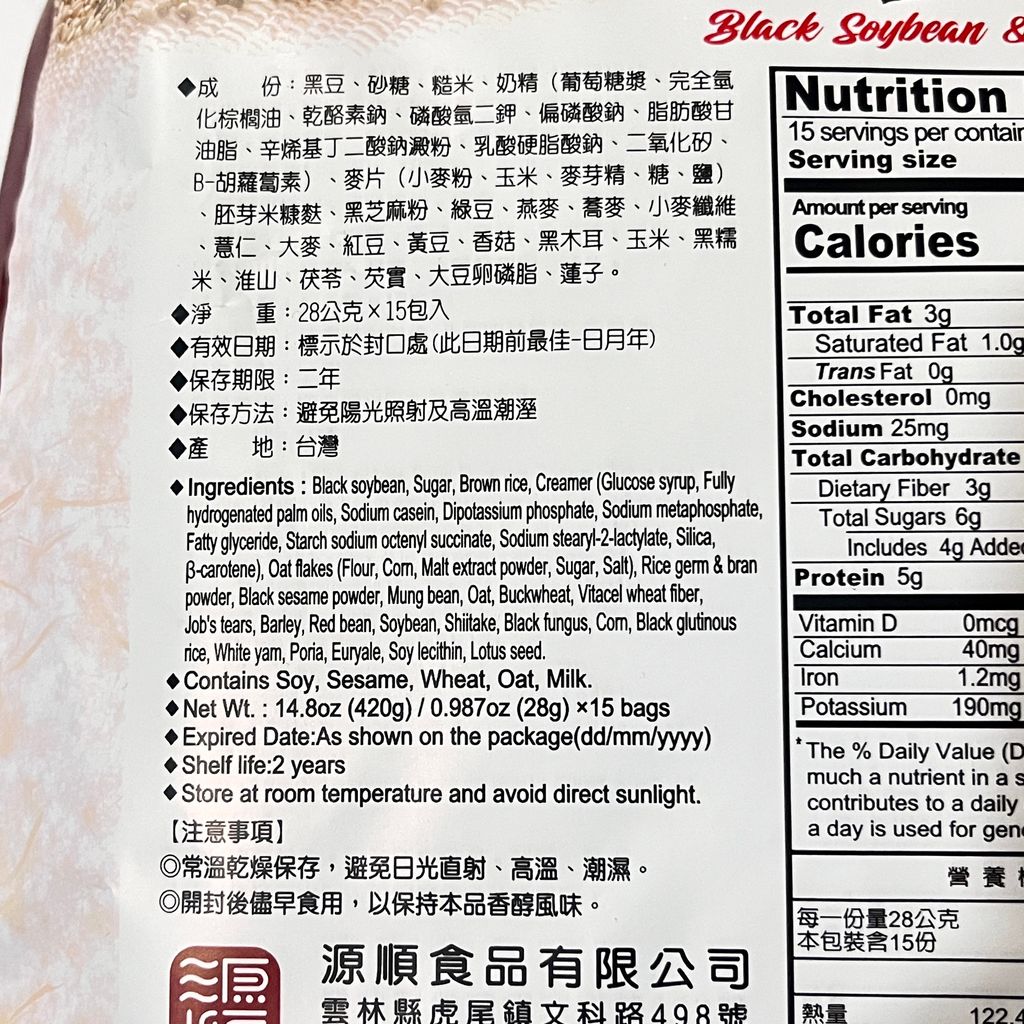 Black Soybean &
◆成　份：黑豆、砂糖、糙米、奶精（葡萄糖漿、完全氫
化棕櫚油、乾酪素鈉、磷酸氫二鉀、偏磷酸鈉、脂肪酸甘
油脂、辛烯基丁二酸鈉澱粉、乳酸硬脂酸鈉、二氧化矽、
B-胡蘿蔔素）、麥片（小麥粉、玉米、麥芽精、糖、鹽）
、胚芽米糠麩、黑芝麻粉、綠豆、燕麥、蕎麥、小麥纖維
、薏仁、大麥、紅豆、黃豆、香菇、黑木耳、玉米、黑糯
米、淮山、茯苓、芡實、大豆卵磷脂、蓮子。
◆淨　重：28公克×15包入
◆有效日期：標示於封口處(此日期前最佳-日月年)
◆保存期限：二年
◆保存方法：避免陽光照射及高溫潮溼
◆產　地：台灣
◆Ingredients : Black soybean, Sugar, Brown rice, Creamer (Glucose syrup, Fully
hydrogenated palm oils, Sodium casein, Dipotassium phosphate, Sodium metaphosphate,
Fatty glyceride, Starch sodium octenyl succinate, Sodium stearyl-2-lactylate, Silica,
β-carotene), Oat flakes (Flour, Corn, Malt extract powder, Sugar, Salt), Rice germ & bran
powder, Black sesame powder, Mung bean, Oat, Buckwheat, Vitacel wheat fiber,
Job's tears, Barley, Red bean, Soybean, Shiitake, Black fungus, Corn, Black glutinous
rice, White yam, Poria, Euryale, Soy lecithin, Lotus seed.
◆Contains Soy, Sesame, Wheat, Oat, Milk.
◆Net Wt. : 14.8oz (420g) / 0.987oz (28g) ×15 bags
◆Expired Date:As shown on the package(dd/mm/yyyy)
◆Shelf life:2 years
◆Store at room temperature and avoid direct sunlight.
【注意事項】
◎常溫乾燥保存，避免日光直射、高溫、潮濕。
◎開封後儘早食用，以保持本品香醇風味。
源順食品有限公司
雲林縣虎尾鎮文科路498號
Nutrition
15 servings per contain
Serving size
Amount per serving
Calories
Total Fat 3g
Saturated Fat 1.0g
Trans Fat 0g
Cholesterol 0mg
Sodium 25mg
Total Carbohydrate
Dietary Fiber 3g
Total Sugars 6g
Includes 4g Added
Protein 5g
Vitamin D 0mcg
Calcium 40mg
Iron 1.2mg
Potassium 190mg
*The % Daily Value (D
much a nutrient in a s
contributes to a daily
a day is used for gene
營養
每一份量28公克
本包裝含15份
熱量 122.4